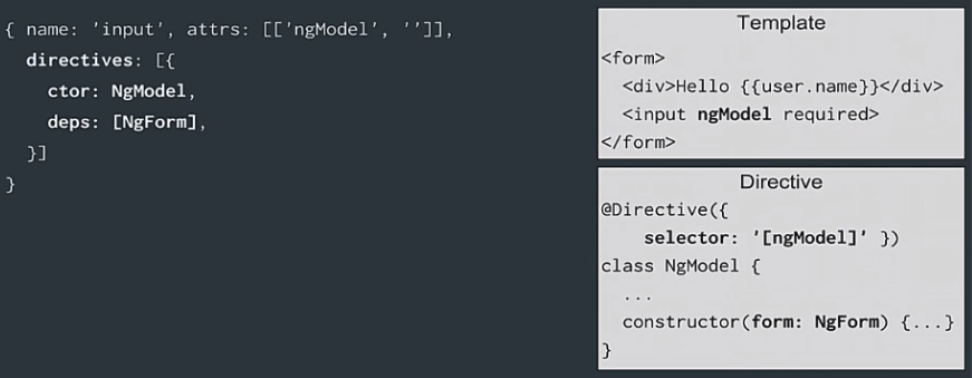 { name: 'input', attrs: [['ngModel', '']],
directives: [{
ctor: NgModel,
deps: [NgForm],
}]
}
Template
<form>
<div>Hello {{user.name}}</div>
<input ngModel required>
</form>
Directive
@Directive({
selector: '[ngModel]' })
class NgModel {
...
constructor(form: NgForm) {...}
}